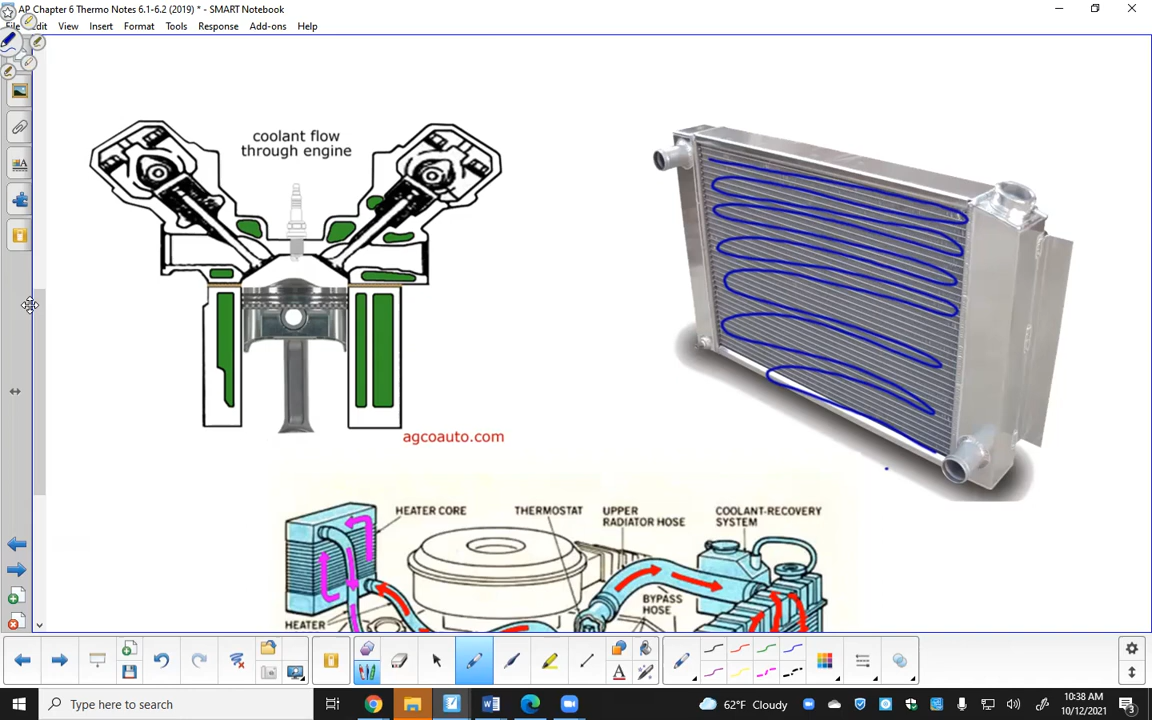 AP Chapter 6 Thermo Notes 6.1-6.2 (2019) * - SMART Notebook
File Edit View Insert Format Tools Response Add-ons Help
coolant flow
through engine
agcoauto.com
HEATER CORE
THERMOSTAT
UPPER
RADIATOR HOSE
COOLANT-RECOVERY
SYSTEM
BYPASS
HOSE
HEATER
A
Type here to search
62°F Cloudy
10:38 AM
10/12/2021
3